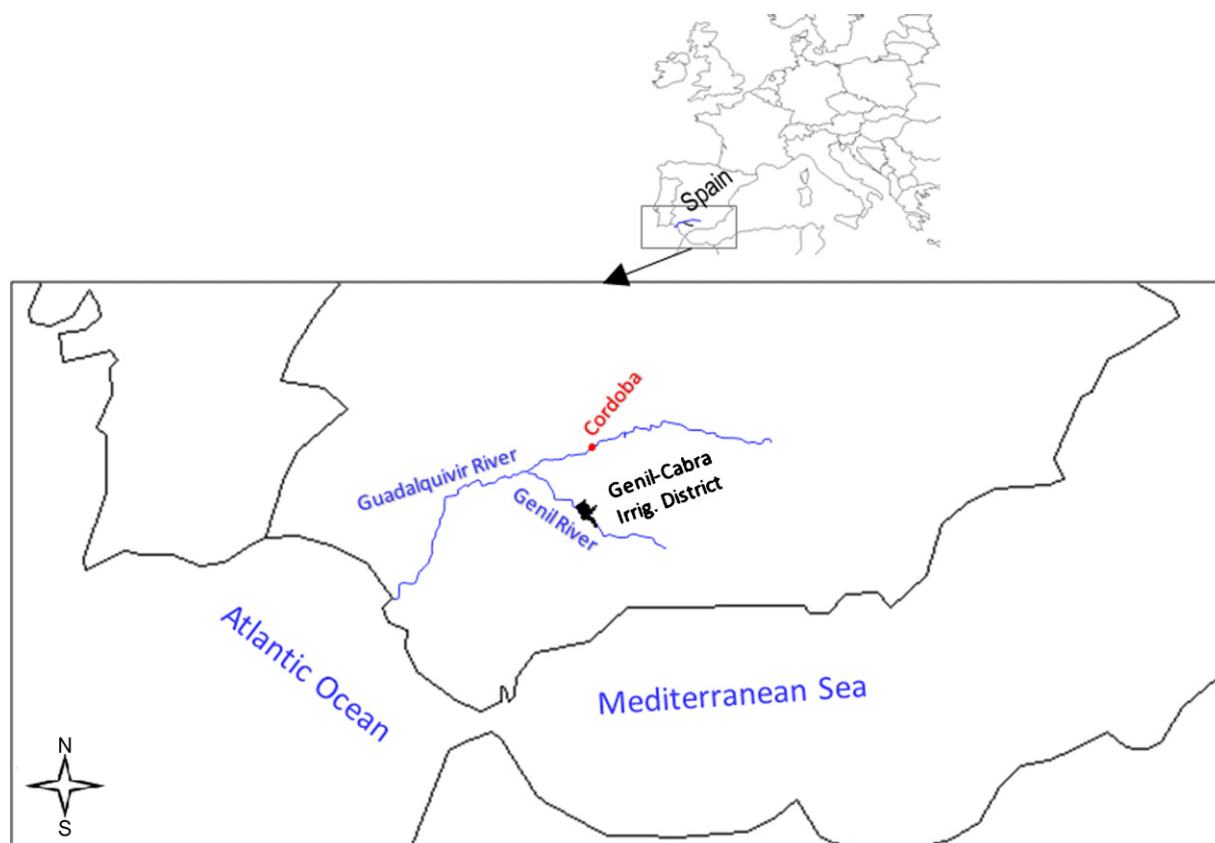 Spain
Cordoba
Guadalquivir River
Genil-Cabra
Irrig. District
Genil River
Atlantic Ocean
Mediterranean Sea
N
S